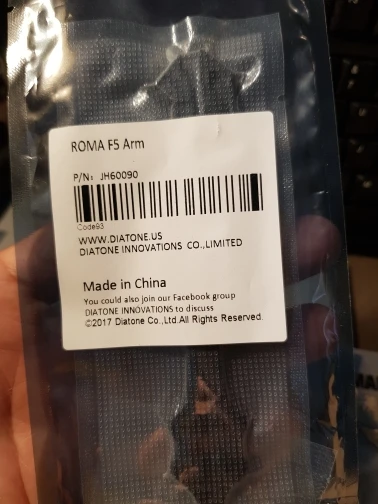 ROMA F5 Arm
P/N: JH60090
Code93
WWW.DIATONE.US
DIATONE INNOVATIONS CO.,LIMITED
Made in China
You could also join our Facebook group
DIATONE INNOVATIONS to discuss
©2017 Diatone Co.,Ltd.All Rights Reserved.